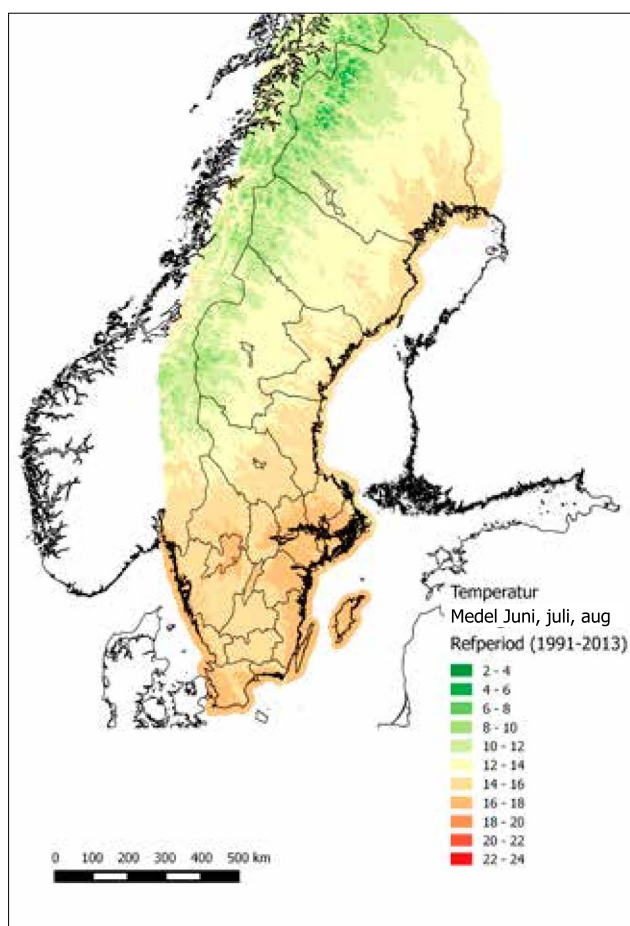 Temperatur
Medel Juni, juli, aug
Refperiod (1991-2013)
2 - 4
4 - 6
6 - 8
8 - 10
10 - 12
12 - 14
14 - 16
16 - 18
18 - 20
20 - 22
22 - 24
0 100 200 300 400 500 km